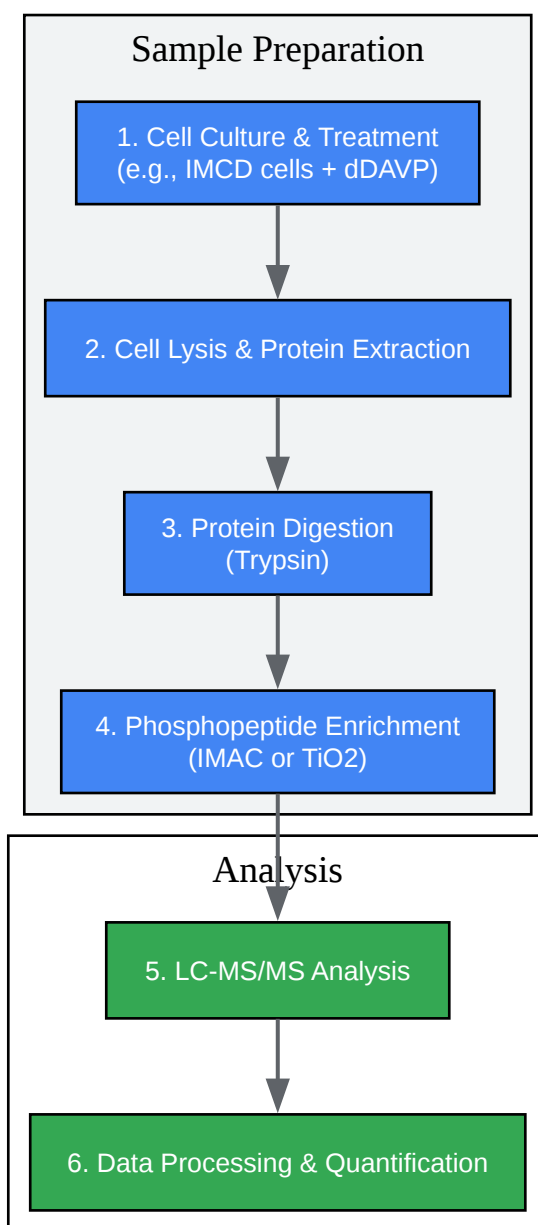 Sample Preparation
1. Cell Culture & Treatment
(e.g., IMCD cells + dDAVP)
2. Cell Lysis & Protein Extraction
3. Protein Digestion
(Trypsin)
4. Phosphopeptide Enrichment
(IMAC or TiO2)
Analysis
5. LC-MS/MS Analysis
6. Data Processing & Quantification